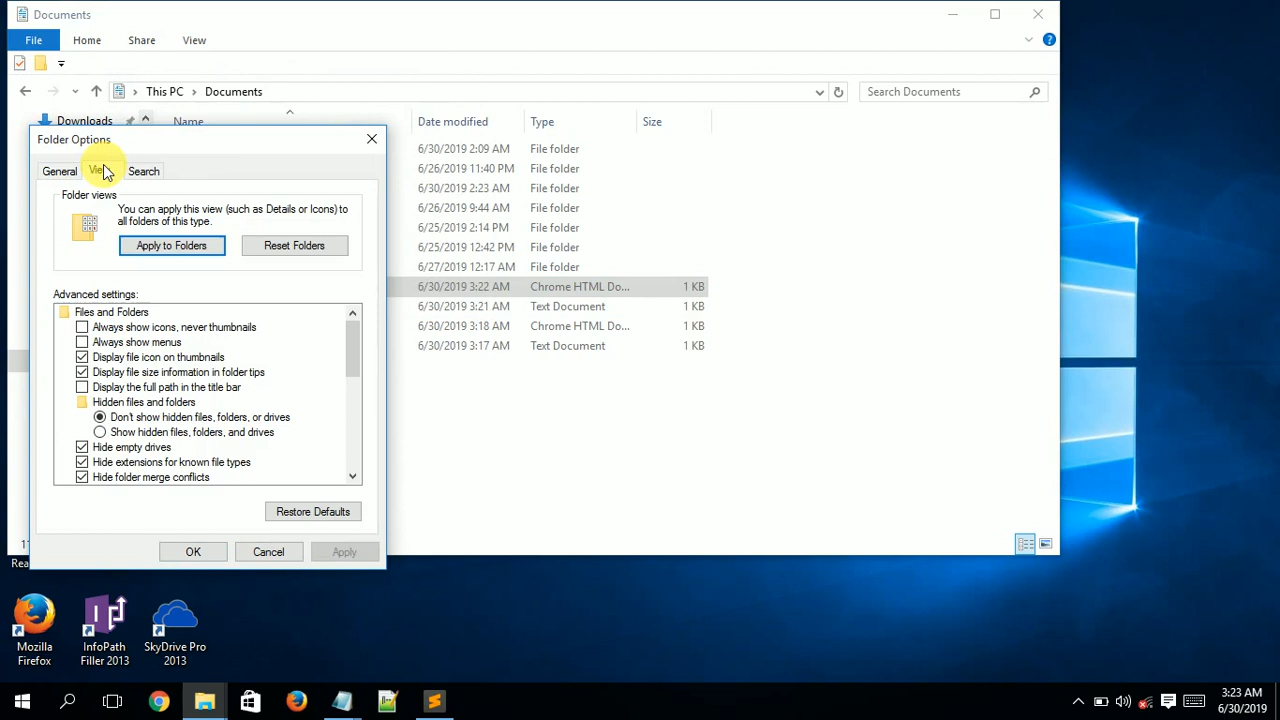 Documents
File Home Share View
This PC > Documents
Search Documents
Downloads
Name Date modified Type Size
6/30/2019 2:09 AM File folder
6/26/2019 11:40 PM File folder
6/30/2019 2:23 AM File folder
6/26/2019 9:44 AM File folder
6/25/2019 2:14 PM File folder
6/25/2019 12:42 PM File folder
6/27/2019 12:17 AM File folder
6/30/2019 3:22 AM Chrome HTML Do... 1 KB
6/30/2019 3:21 AM Text Document 1 KB
6/30/2019 3:18 AM Chrome HTML Do... 1 KB
6/30/2019 3:17 AM Text Document 1 KB
Folder Options
General View Search
Folder views
You can apply this view (such as Details or Icons) to
all folders of this type.
Apply to Folders Reset Folders
Advanced settings:
Files and Folders
Always show icons, never thumbnails
Always show menus
Display file icon on thumbnails
Display file size information in folder tips
Display the full path in the title bar
Hidden files and folders
Don't show hidden files, folders, or drives
Show hidden files, folders, and drives
Hide empty drives
Hide extensions for known file types
Hide folder merge conflicts
Restore Defaults
OK Cancel Apply
Mozilla
Firefox
InfoPath
Filler 2013
SkyDrive Pro
2013
3:23 AM
6/30/2019